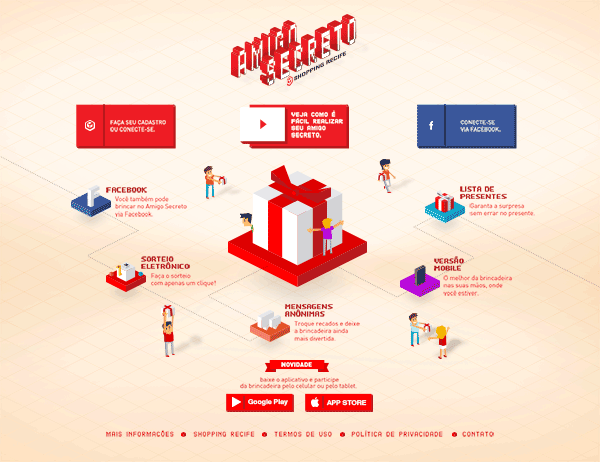 AMIGO
SECRETO
SHOPPING RECIFE
FAÇA SEU CADASTRO
OU CONECTE-SE.
VEJA COMO É
FÁCIL REALIZAR
SEU AMIGO
SECRETO.
CONECTE-SE
VIA FACEBOOK.
FACEBOOK
Você também pode
brincar no Amigo Secreto
via Facebook.
LISTA DE
PRESENTES
Garanta a surpresa
sem errar no presente.
SORTEIO
ELETRÔNICO
Faça o sorteio
com apenas um clique!
VERSÃO
MOBILE
O melhor da brincadeira
nas suas mãos, onde
você estiver.
MENSAGENS
ANÔNIMAS
Troque recados e deixe
a brincadeira ainda
mais divertida.
NOVIDADE
baixe o aplicativo e participe
da brincadeira pelo celular ou pelo tablet.
Google Play
APP STORE
MAIS INFORMAÇÕES SHOPPING RECIFE TERMOS DE USO POLÍTICA DE PRIVACIDADE CONTATO